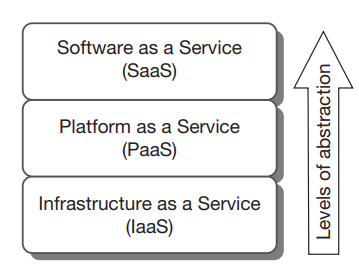 Software as a Service
(SaaS)
Platform as a Service
(PaaS)
Infrastructure as a Service
(IaaS)
Levels of abstraction